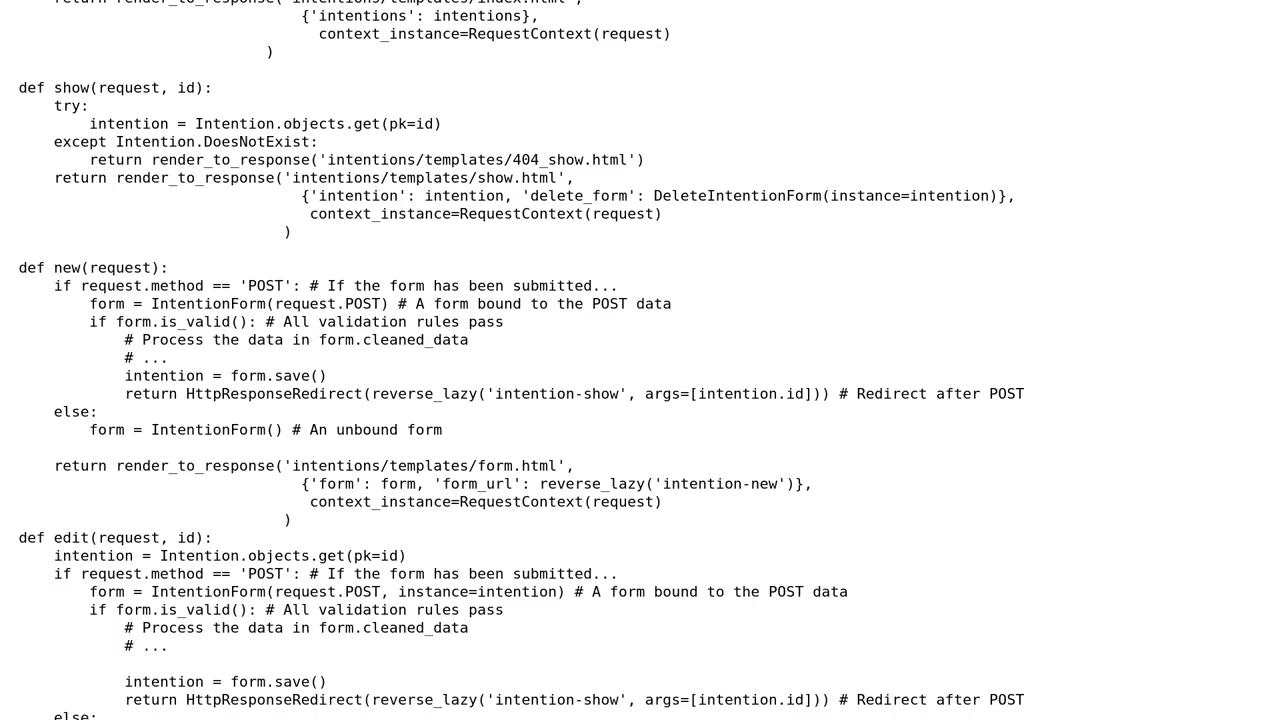 return render_to_response('intentions/templates/index.html',
                                {'intentions': intentions},
                                  context_instance=RequestContext(request)
                            )

def show(request, id):
    try:
        intention = Intention.objects.get(pk=id)
    except Intention.DoesNotExist:
        return render_to_response('intentions/templates/404_show.html')
    return render_to_response('intentions/templates/show.html',
                                {'intention': intention, 'delete_form': DeleteIntentionForm(instance=intention)},
                                 context_instance=RequestContext(request)
                              )

def new(request):
    if request.method == 'POST': # If the form has been submitted...
        form = IntentionForm(request.POST) # A form bound to the POST data
        if form.is_valid(): # All validation rules pass
            # Process the data in form.cleaned_data
            # ...
            intention = form.save()
            return HttpResponseRedirect(reverse_lazy('intention-show', args=[intention.id])) # Redirect after POST
    else:
        form = IntentionForm() # An unbound form

    return render_to_response('intentions/templates/form.html',
                                {'form': form, 'form_url': reverse_lazy('intention-new')},
                                 context_instance=RequestContext(request)
                              )
def edit(request, id):
    intention = Intention.objects.get(pk=id)
    if request.method == 'POST': # If the form has been submitted...
        form = IntentionForm(request.POST, instance=intention) # A form bound to the POST data
        if form.is_valid(): # All validation rules pass
            # Process the data in form.cleaned_data
            # ...

            intention = form.save()
            return HttpResponseRedirect(reverse_lazy('intention-show', args=[intention.id])) # Redirect after POST
    else: